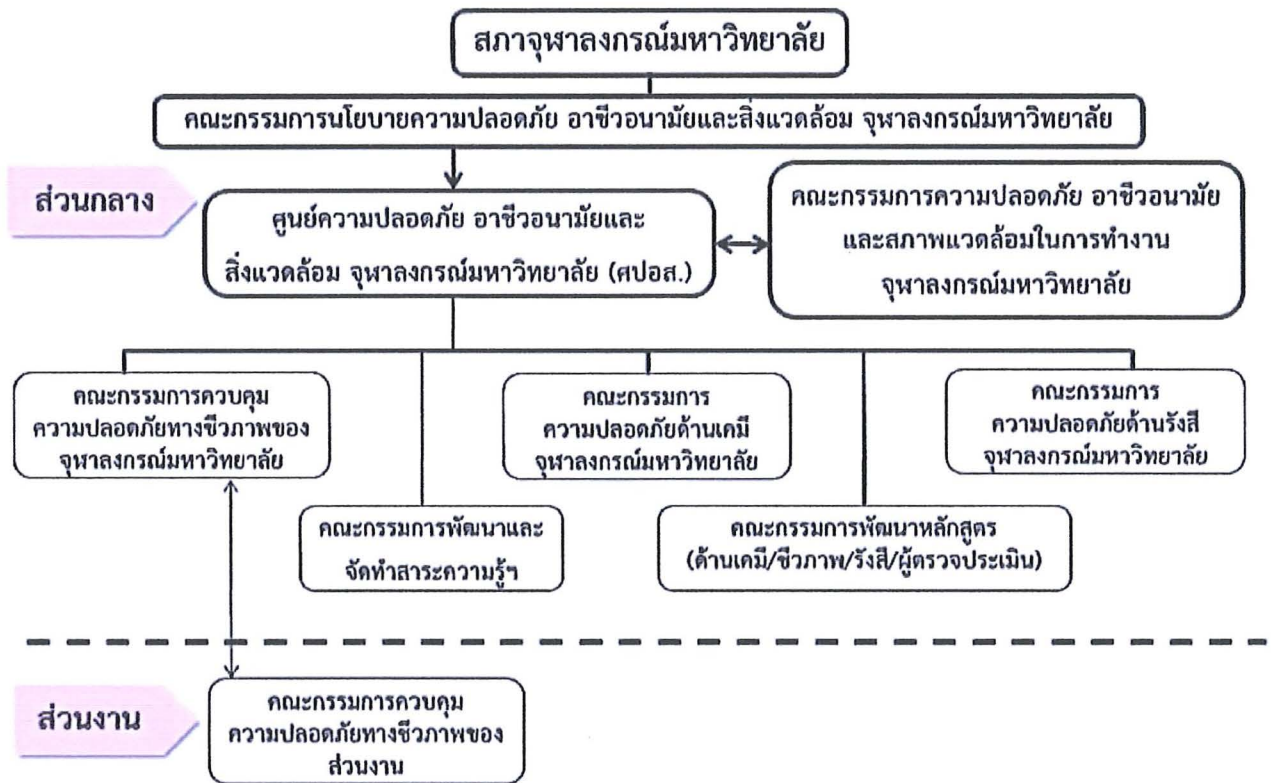 สภาจุฬาลงกรณ์มหาวิทยาลัย
คณะกรรมการนโยบายความปลอดภัย อาชีวอนามัยและสิ่งแวดล้อม จุฬาลงกรณ์มหาวิทยาลัย
ส่วนกลาง
ศูนย์ความปลอดภัย อาชีวอนามัยและ
สิ่งแวดล้อม จุฬาลงกรณ์มหาวิทยาลัย (ศปอส.)
คณะกรรมการความปลอดภัย อาชีวอนามัย
และสภาพแวดล้อมในการทำงาน
จุฬาลงกรณ์มหาวิทยาลัย
คณะกรรมการควบคุม
ความปลอดภัยทางชีวภาพของ
จุฬาลงกรณ์มหาวิทยาลัย
คณะกรรมการ
ความปลอดภัยด้านเคมี
จุฬาลงกรณ์มหาวิทยาลัย
คณะกรรมการ
ความปลอดภัยด้านรังสี
จุฬาลงกรณ์มหาวิทยาลัย
คณะกรรมการพัฒนาและ
จัดทำสาระความรู้ฯ
คณะกรรมการพัฒนาหลักสูตร
(ด้านเคมี/ชีวภาพ/รังสี/ผู้ตรวจประเมิน)
ส่วนงาน
คณะกรรมการควบคุม
ความปลอดภัยทางชีวภาพของ
ส่วนงาน